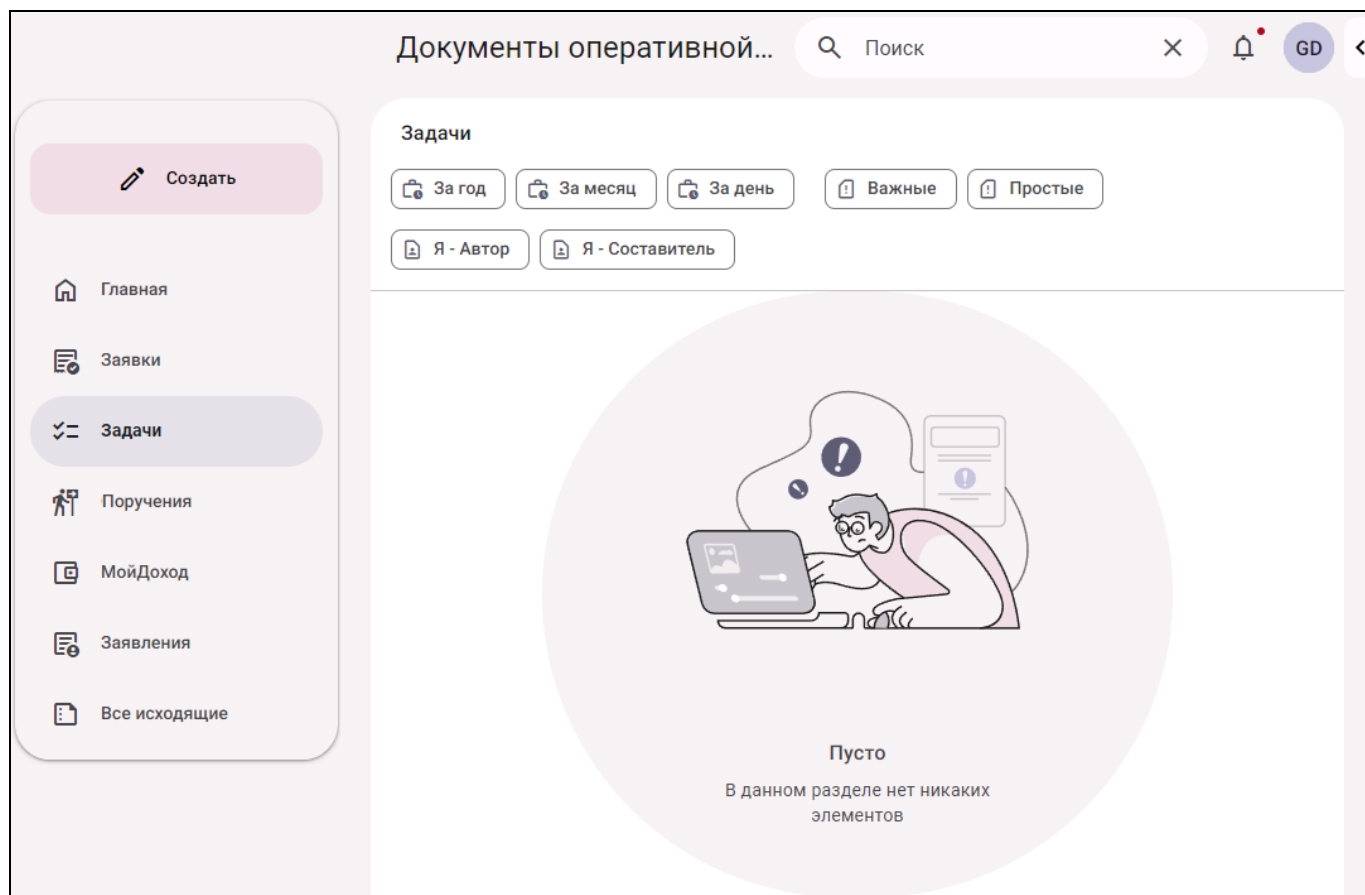 Документы оперативной...
Поиск
GD
Создать
Главная
Заявки
Задачи
Поручения
МойДоход
Заявления
Все исходящие
Задачи
За год
За месяц
За день
Важные
Простые
Я - Автор
Я - Составитель
Пусто
В данном разделе нет никаких
элементов